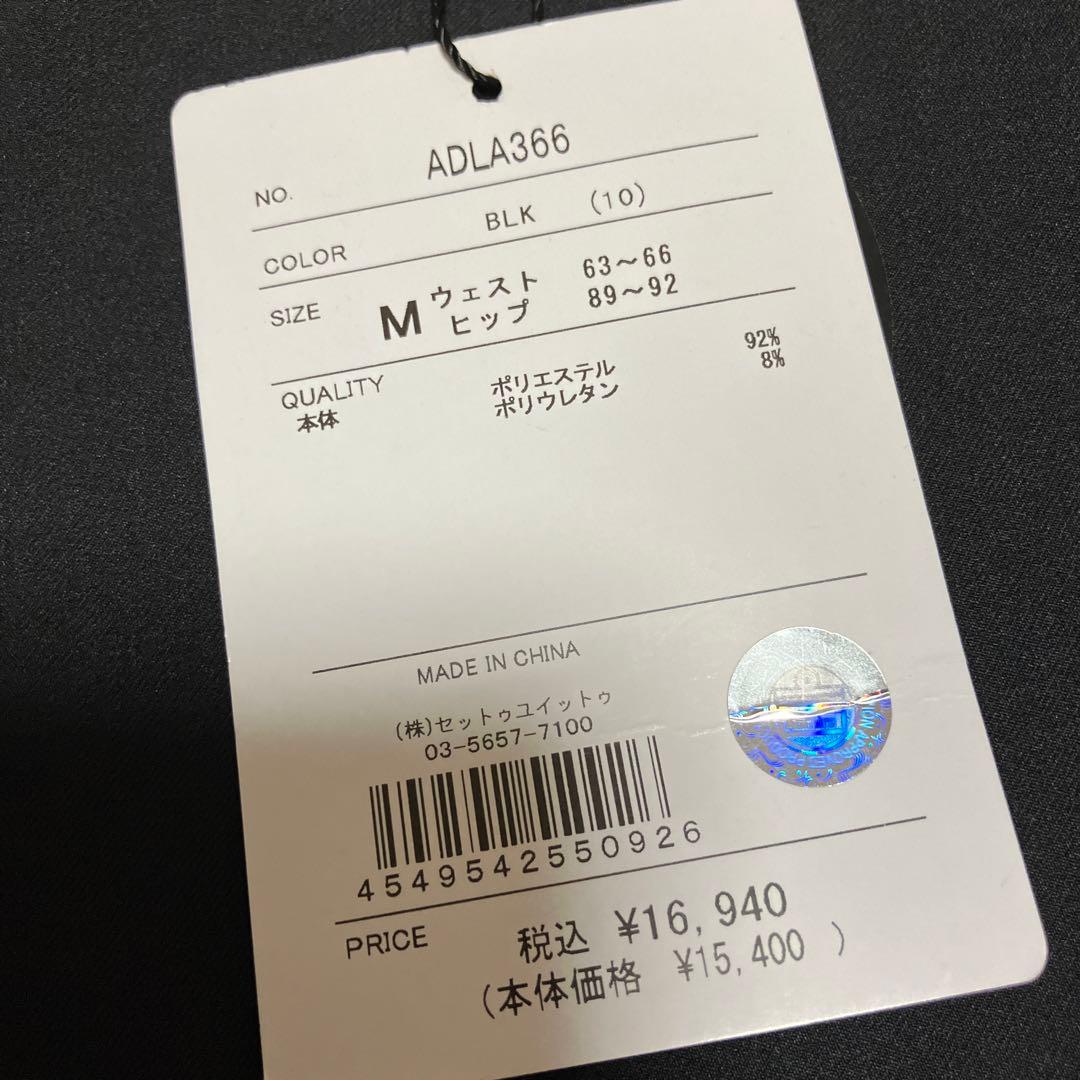 NO. ADLA366
COLOR BLK (10)
SIZE M ウェスト 63～66
ヒップ 89～92
QUALITY ポリエステル 92%
本体 ポリウレタン 8%
MADE IN CHINA
(株)セットゥユイットゥ
03-5657-7100
4549542550926
PRICE 税込 ¥16,940
(本体価格 ¥15,400 )